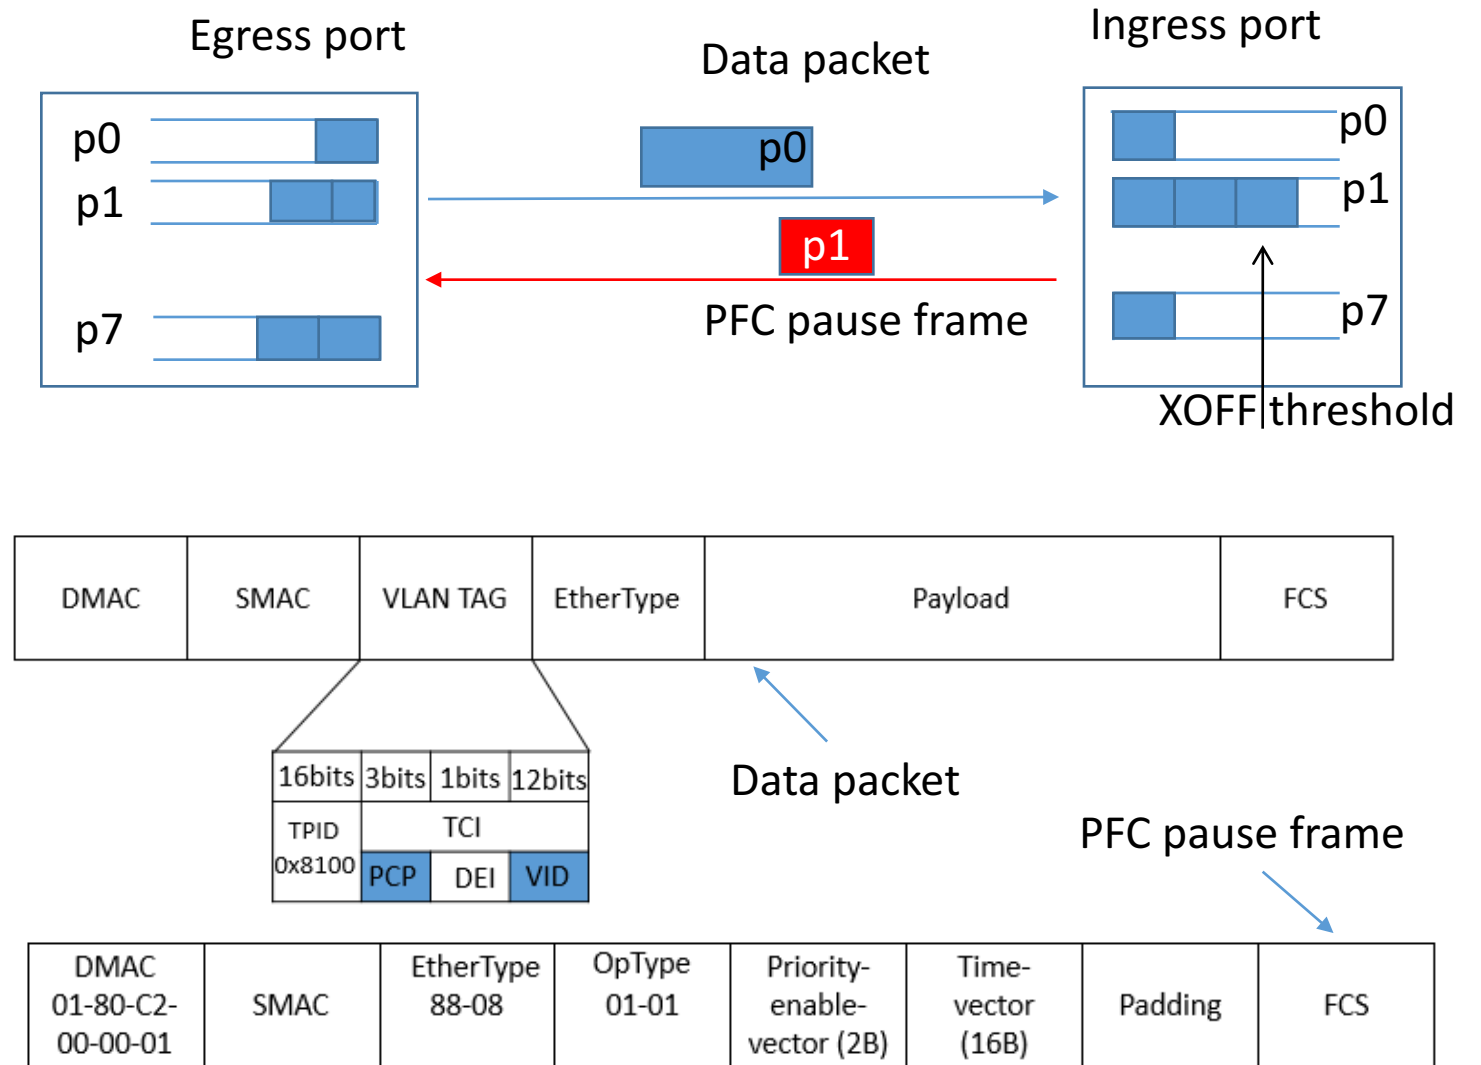 Egress port
Data packet
Ingress port
p0
p0
p0
p1
p1
p1
PFC pause frame
p7
p7
XOFF threshold
DMAC
SMAC
VLAN TAG
EtherType
Payload
FCS
16bits
3bits
1bits
12bits
TPID
0x8100
TCI
PCP
DEI
VID
Data packet
PFC pause frame
DMAC
01-80-C2-
00-00-01
SMAC
EtherType
88-08
OpType
01-01
Priority-
enable-
vector (2B)
Time-
vector
(16B)
Padding
FCS